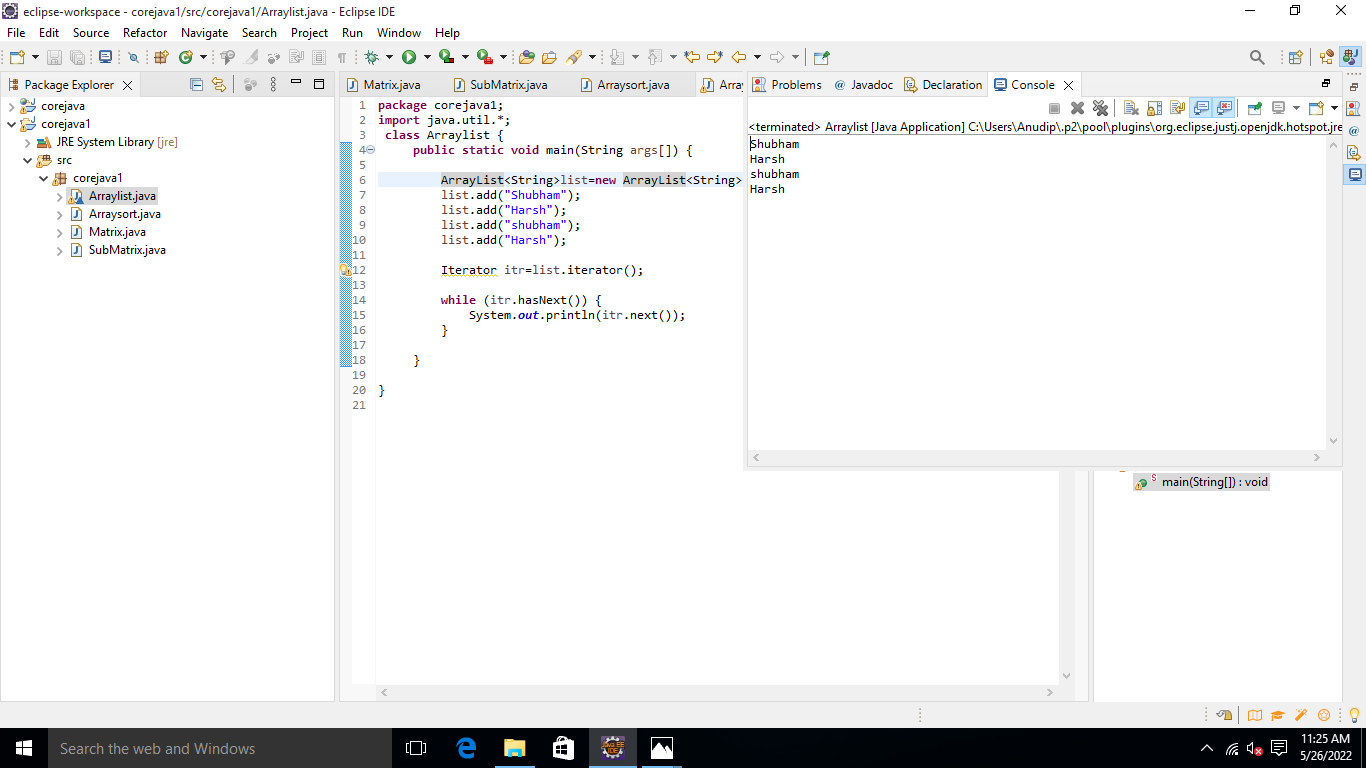 eclipse-workspace - corejava1/src/corejava1/Arraylist.java - Eclipse IDE
File Edit Source Refactor Navigate Search Project Run Window Help
Package Explorer
corejava
corejava1
JRE System Library [jre]
src
corejava1
Arraylist.java
Arraysort.java
Matrix.java
SubMatrix.java
Matrix.java SubMatrix.java Arraysort.java Array
1 package corejava1;
2 import java.util.*;
3 class Arraylist {
4 public static void main(String args[]) {
5
6 ArrayList<String>list=new ArrayList<String>
7 list.add("Shubham");
8 list.add("Harsh");
9 list.add("shubham");
10 list.add("Harsh");
11
12 Iterator itr=list.iterator();
13
14 while (itr.hasNext()) {
15 System.out.println(itr.next());
16 }
17
18 }
19
20 }
21
Problems @ Javadoc Declaration Console
<terminated> Arraylist [Java Application] C:\Users\Anudip\.p2\pool\plugins\org.eclipse.justj.openjdk.hotspot.jre
Shubham
Harsh
shubham
Harsh
main(String[]) : void
Search the web and Windows
11:25 AM
5/26/2022